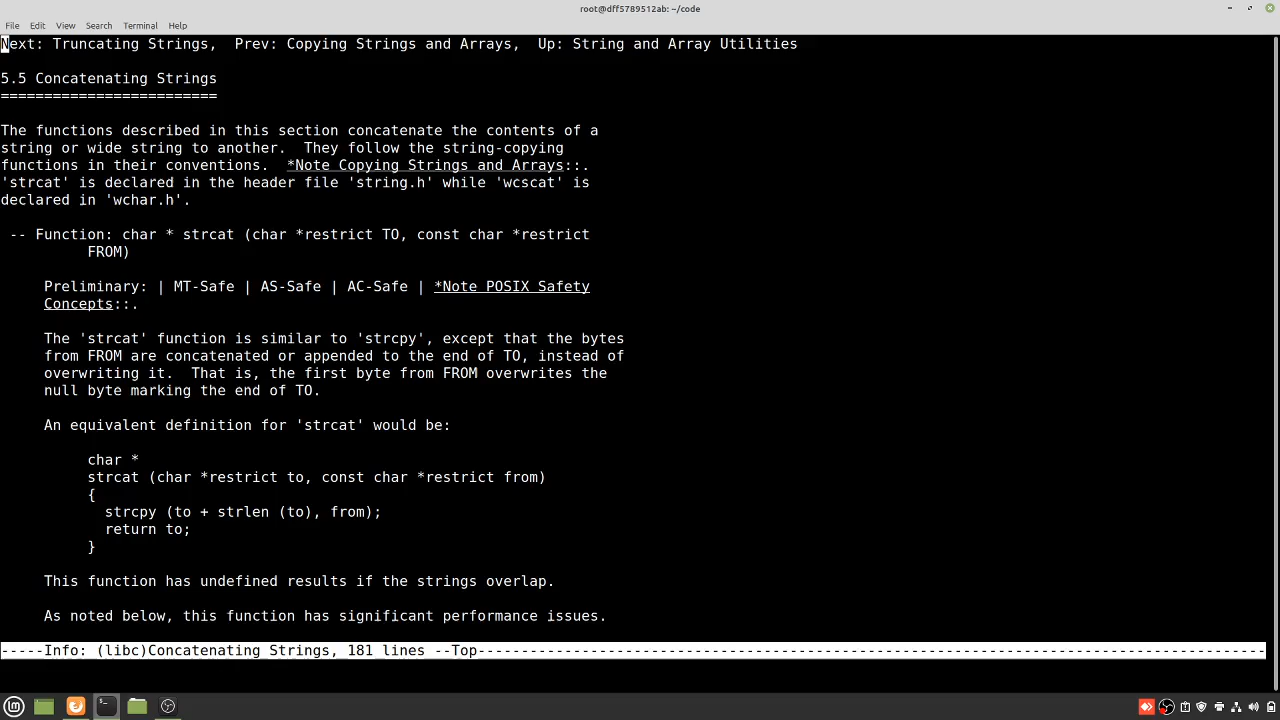 root@dff5789512ab: ~/code
File Edit View Search Terminal Help
Next: Truncating Strings,  Prev: Copying Strings and Arrays,  Up: String and Array Utilities
5.5 Concatenating Strings
=========================
The functions described in this section concatenate the contents of a
string or wide string to another.  They follow the string-copying
functions in their conventions.  *Note Copying Strings and Arrays::.
'strcat' is declared in the header file 'string.h' while 'wcscat' is
declared in 'wchar.h'.
 -- Function: char * strcat (char *restrict TO, const char *restrict
          FROM)
     Preliminary: | MT-Safe | AS-Safe | AC-Safe | *Note POSIX Safety
     Concepts::.
     The 'strcat' function is similar to 'strcpy', except that the bytes
     from FROM are concatenated or appended to the end of TO, instead of
     overwriting it.  That is, the first byte from FROM overwrites the
     null byte marking the end of TO.
     An equivalent definition for 'strcat' would be:
          char *
          strcat (char *restrict to, const char *restrict from)
          {
            strcpy (to + strlen (to), from);
            return to;
          }
     This function has undefined results if the strings overlap.
     As noted below, this function has significant performance issues.
-----Info: (libc)Concatenating Strings, 181 lines --Top-------------------------------------------------------------------------------------------